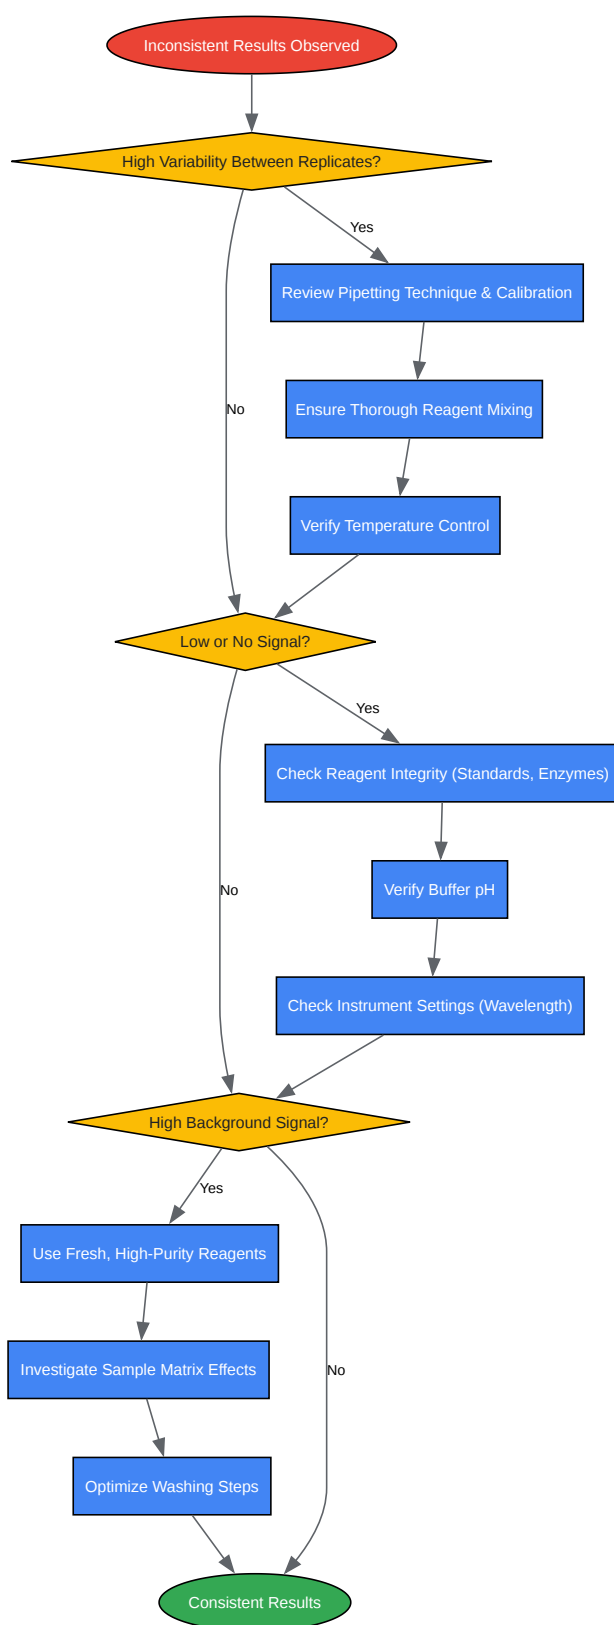 Inconsistent Results Observed
High Variability Between Replicates?
Yes
Review Pipetting Technique & Calibration
No
Ensure Thorough Reagent Mixing
Verify Temperature Control
Low or No Signal?
Yes
Check Reagent Integrity (Standards, Enzymes)
No
Verify Buffer pH
Check Instrument Settings (Wavelength)
High Background Signal?
Yes
Use Fresh, High-Purity Reagents
Investigate Sample Matrix Effects
No
Optimize Washing Steps
Consistent Results